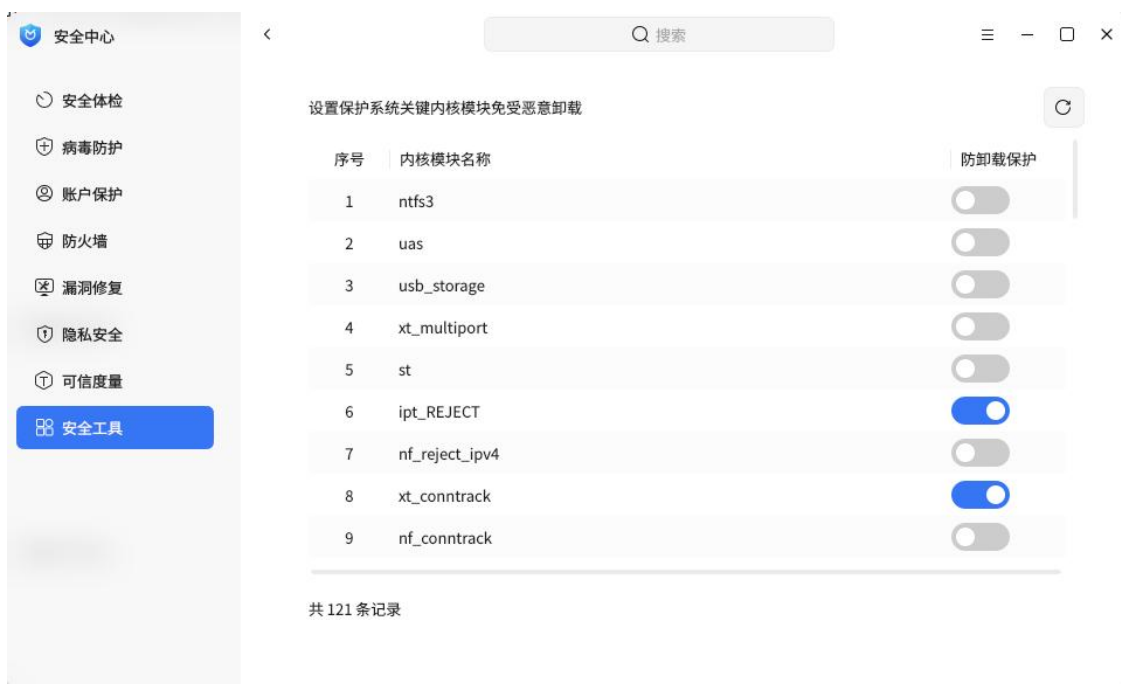 安全中心
搜索
安全体检
病毒防护
账户保护
防火墙
漏洞修复
隐私安全
可信度量
安全工具
设置保护系统关键内核模块免受恶意卸载
序号 内核模块名称 防卸载保护
1 ntfs3
2 uas
3 usb_storage
4 xt_multiport
5 st
6 ipt_REJECT
7 nf_reject_ipv4
8 xt_conntrack
9 nf_conntrack
共 121 条记录